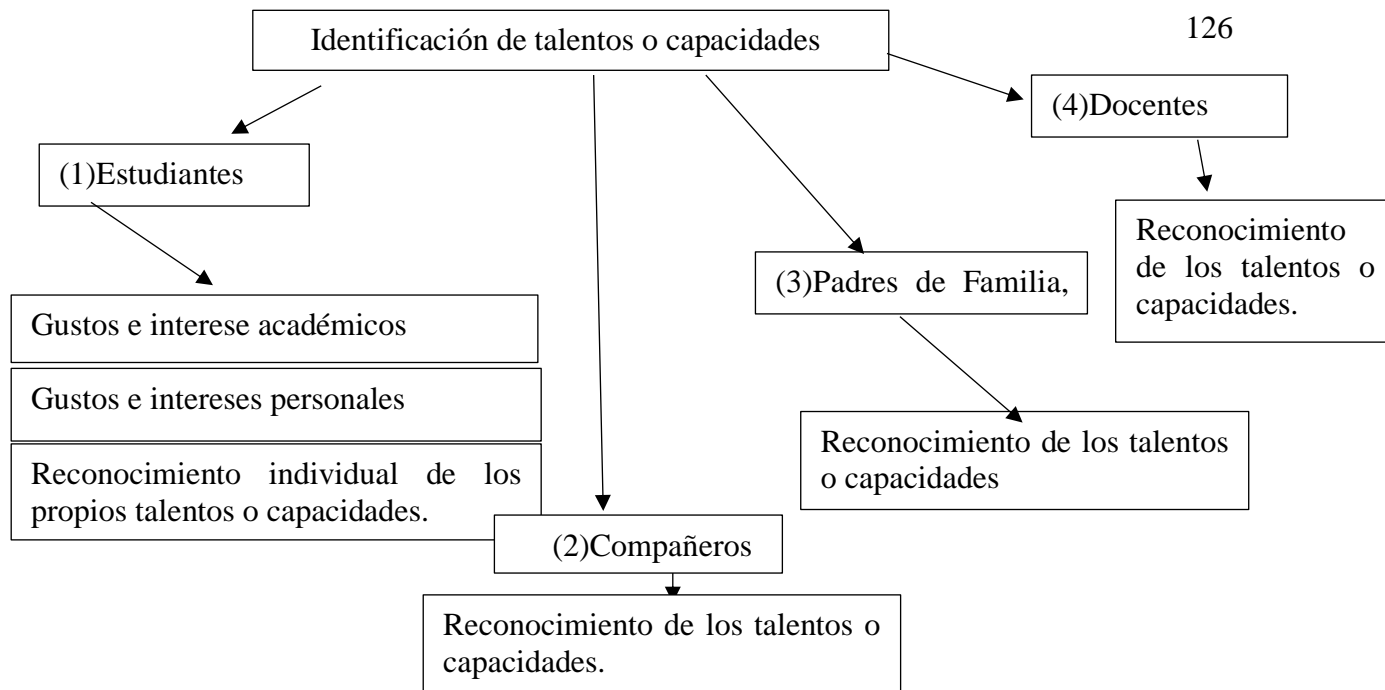 126
Identificación de talentos o capacidades
(4)Docentes
(1)Estudiantes
Reconocimiento
de los talentos o
capacidades.
(3)Padres de Familia,
Gustos e interese académicos
Gustos e intereses personales
Reconocimiento individual de los
propios talentos o capacidades.
Reconocimiento de los talentos
o capacidades
(2)Compañeros
Reconocimiento de los talentos o
capacidades.